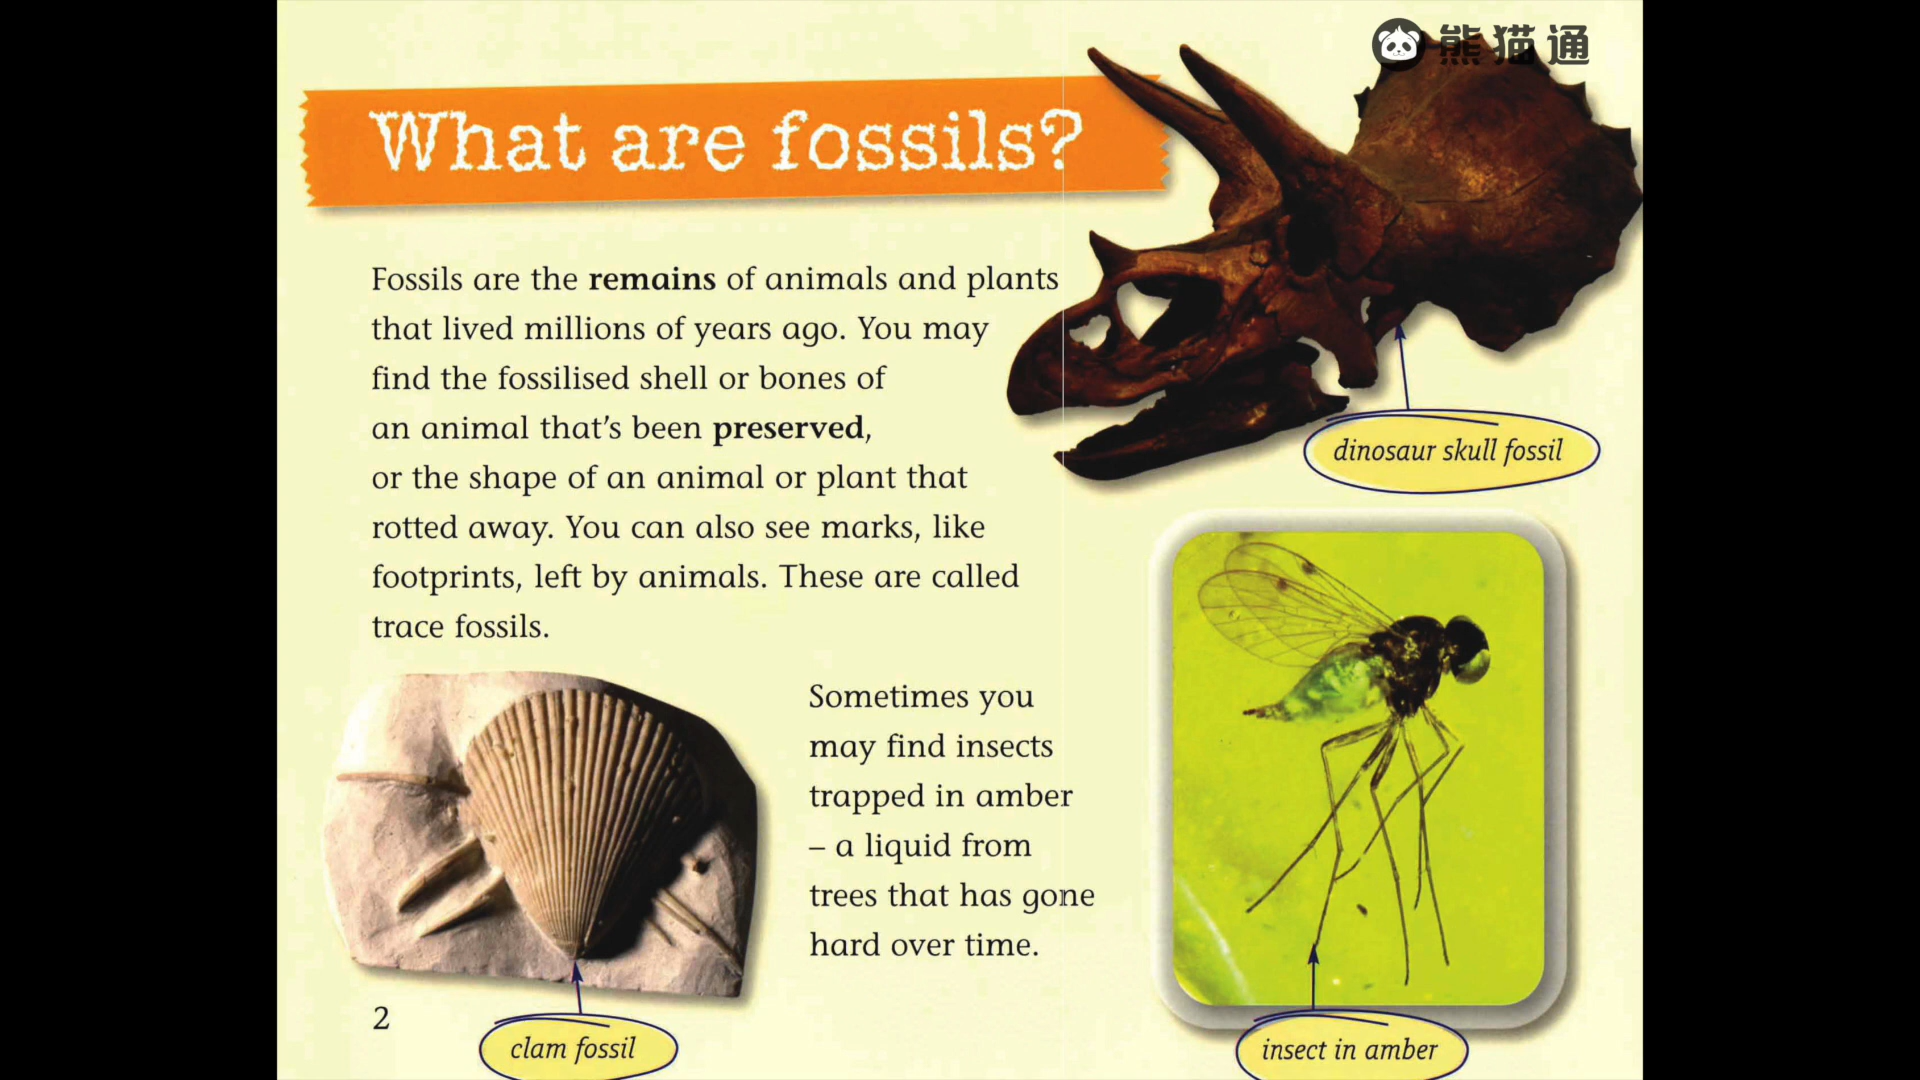 熊猫通
What are fossils?
Fossils are the remains of animals and plants
that lived millions of years ago. You may
find the fossilised shell or bones of
an animal that's been preserved,
or the shape of an animal or plant that
rotted away. You can also see marks, like
footprints, left by animals. These are called
trace fossils.
dinosaur skull fossil
Sometimes you
may find insects
trapped in amber
– a liquid from
trees that has gone
hard over time.
clam fossil
insect in amber
2